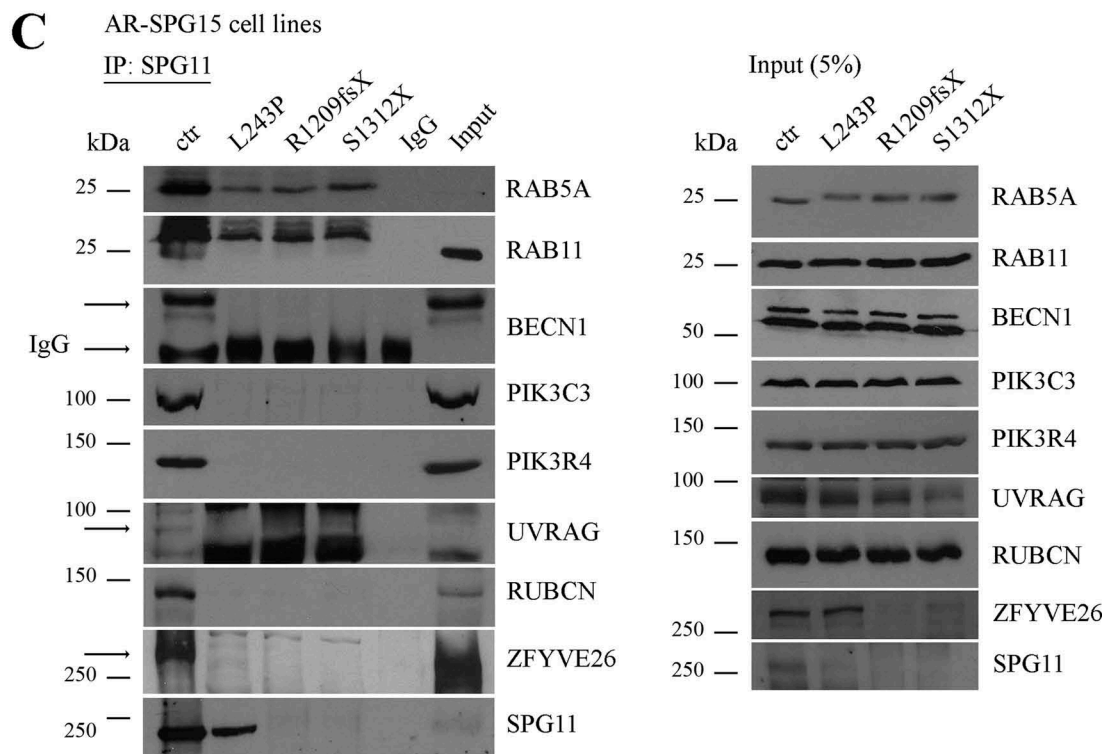 C
AR-SPG15 cell lines
IP: SPG11
kDa
ctr
L243P
R1209fsX
S1312X
IgG
Input
25
RAB5A
25
RAB11
BECN1
IgG
100
PIK3C3
150
PIK3R4
100
UVRAG
150
RUBCN
ZFYVE26
250
SPG11
250
Input (5%)
ctr
L243P
R1209fsX
S1312X
kDa
25
RAB5A
25
RAB11
BECN1
50
100
PIK3C3
150
PIK3R4
100
UVRAG
150
RUBCN
ZFYVE26
250
SPG11
250